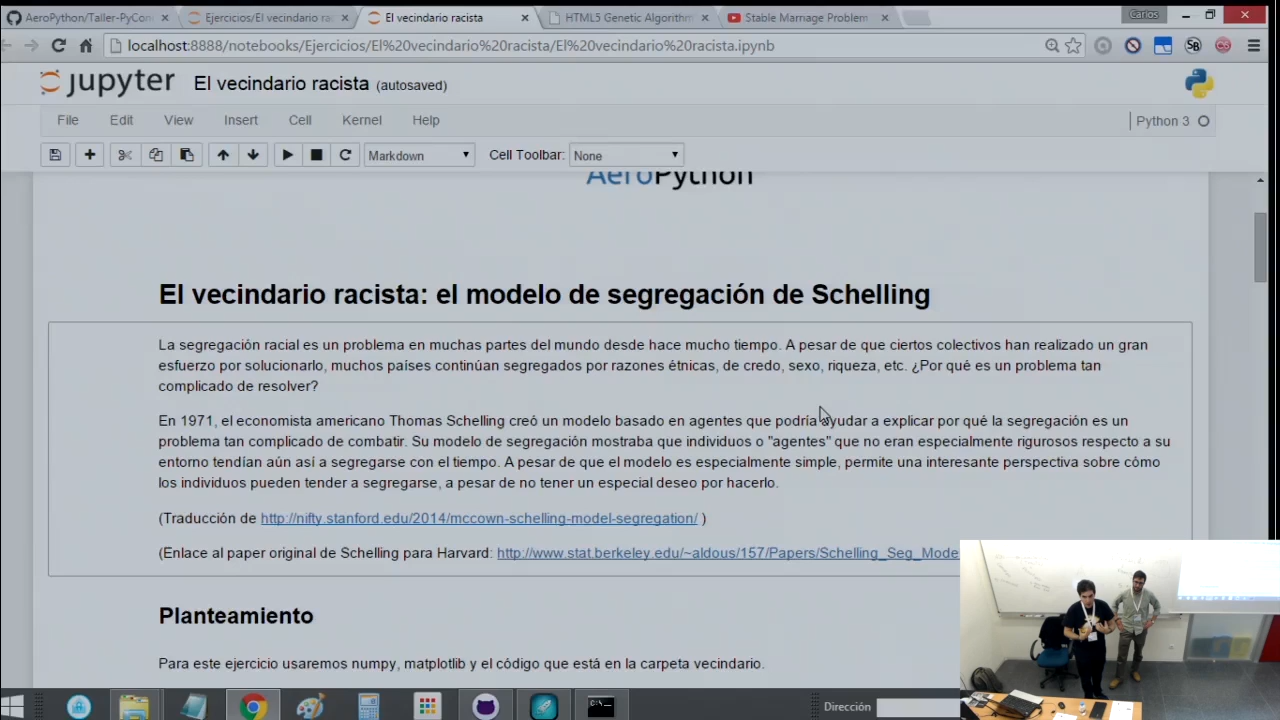 AeroPython/Taller-PyCon
Ejercicios/El vecindario ra
El vecindario racista
HTML5 Genetic Algorithm
Stable Marriage Problem
Carlos
localhost:8888/notebooks/Ejercicios/El%20vecindario%20racista/El%20vecindario%20racista.ipynb
jupyter El vecindario racista (autosaved)
File Edit View Insert Cell Kernel Help
Python 3
Markdown Cell Toolbar: None
AeroPython
El vecindario racista: el modelo de segregación de Schelling
La segregación racial es un problema en muchas partes del mundo desde hace mucho tiempo. A pesar de que ciertos colectivos han realizado un gran
esfuerzo por solucionarlo, muchos países continúan segregados por razones étnicas, de credo, sexo, riqueza, etc. ¿Por qué es un problema tan
complicado de resolver?
En 1971, el economista americano Thomas Schelling creó un modelo basado en agentes que podría ayudar a explicar por qué la segregación es un
problema tan complicado de combatir. Su modelo de segregación mostraba que individuos o "agentes" que no eran especialmente rigurosos respecto a su
entorno tendían aún así a segregarse con el tiempo. A pesar de que el modelo es especialmente simple, permite una interesante perspectiva sobre cómo
los individuos pueden tender a segregarse, a pesar de no tener un especial deseo por hacerlo.
(Traducción de http://nifty.stanford.edu/2014/mccown-schelling-model-segregation/ )
(Enlace al paper original de Schelling para Harvard: http://www.stat.berkeley.edu/~aldous/157/Papers/Schelling_Seg_Mode
Planteamiento
Para este ejercicio usaremos numpy, matplotlib y el código que está en la carpeta vecindario.
Dirección